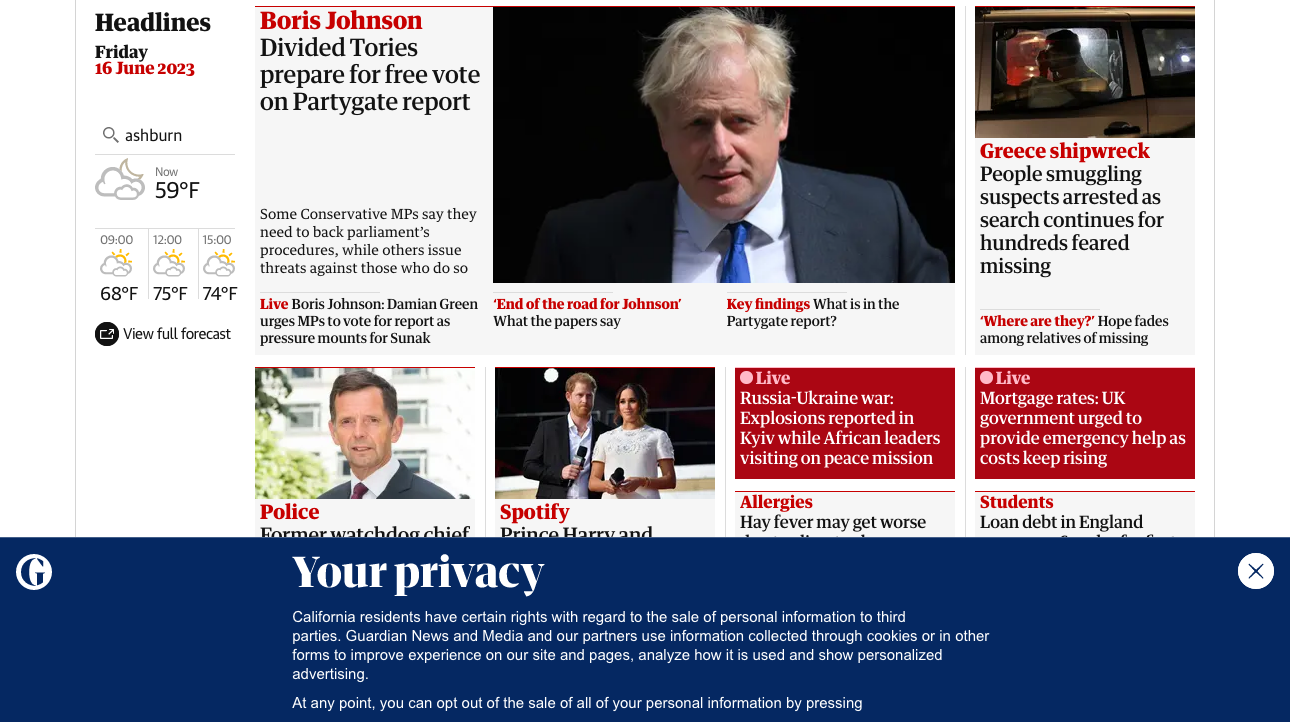 Headlines
Friday
16 June 2023
ashburn
Now
59°F
09:00
12:00
15:00
68°F
75°F
74°F
View full forecast
Boris Johnson
Divided Tories
prepare for free vote
on Partygate report
Some Conservative MPs say they
need to back parliament's
procedures, while others issue
threats against those who do so
Live Boris Johnson: Damian Green
urges MPs to vote for report as
pressure mounts for Sunak
'End of the road for Johnson'
What the papers say
Key findings What is in the
Partygate report?
Greece shipwreck
People smuggling
suspects arrested as
search continues for
hundreds feared
missing
'Where are they?' Hope fades
among relatives of missing
Police
Former watchdog chief
Spotify
Prince Harry and
Live
Russia-Ukraine war:
Explosions reported in
Kyiv while African leaders
visiting on peace mission
Allergies
Hay fever may get worse
Live
Mortgage rates: UK
government urged to
provide emergency help as
costs keep rising
Students
Loan debt in England
G
Your privacy
California residents have certain rights with regard to the sale of personal information to third
parties. Guardian News and Media and our partners use information collected through cookies or in other
forms to improve experience on our site and pages, analyze how it is used and show personalized
advertising.
At any point, you can opt out of the sale of all of your personal information by pressing